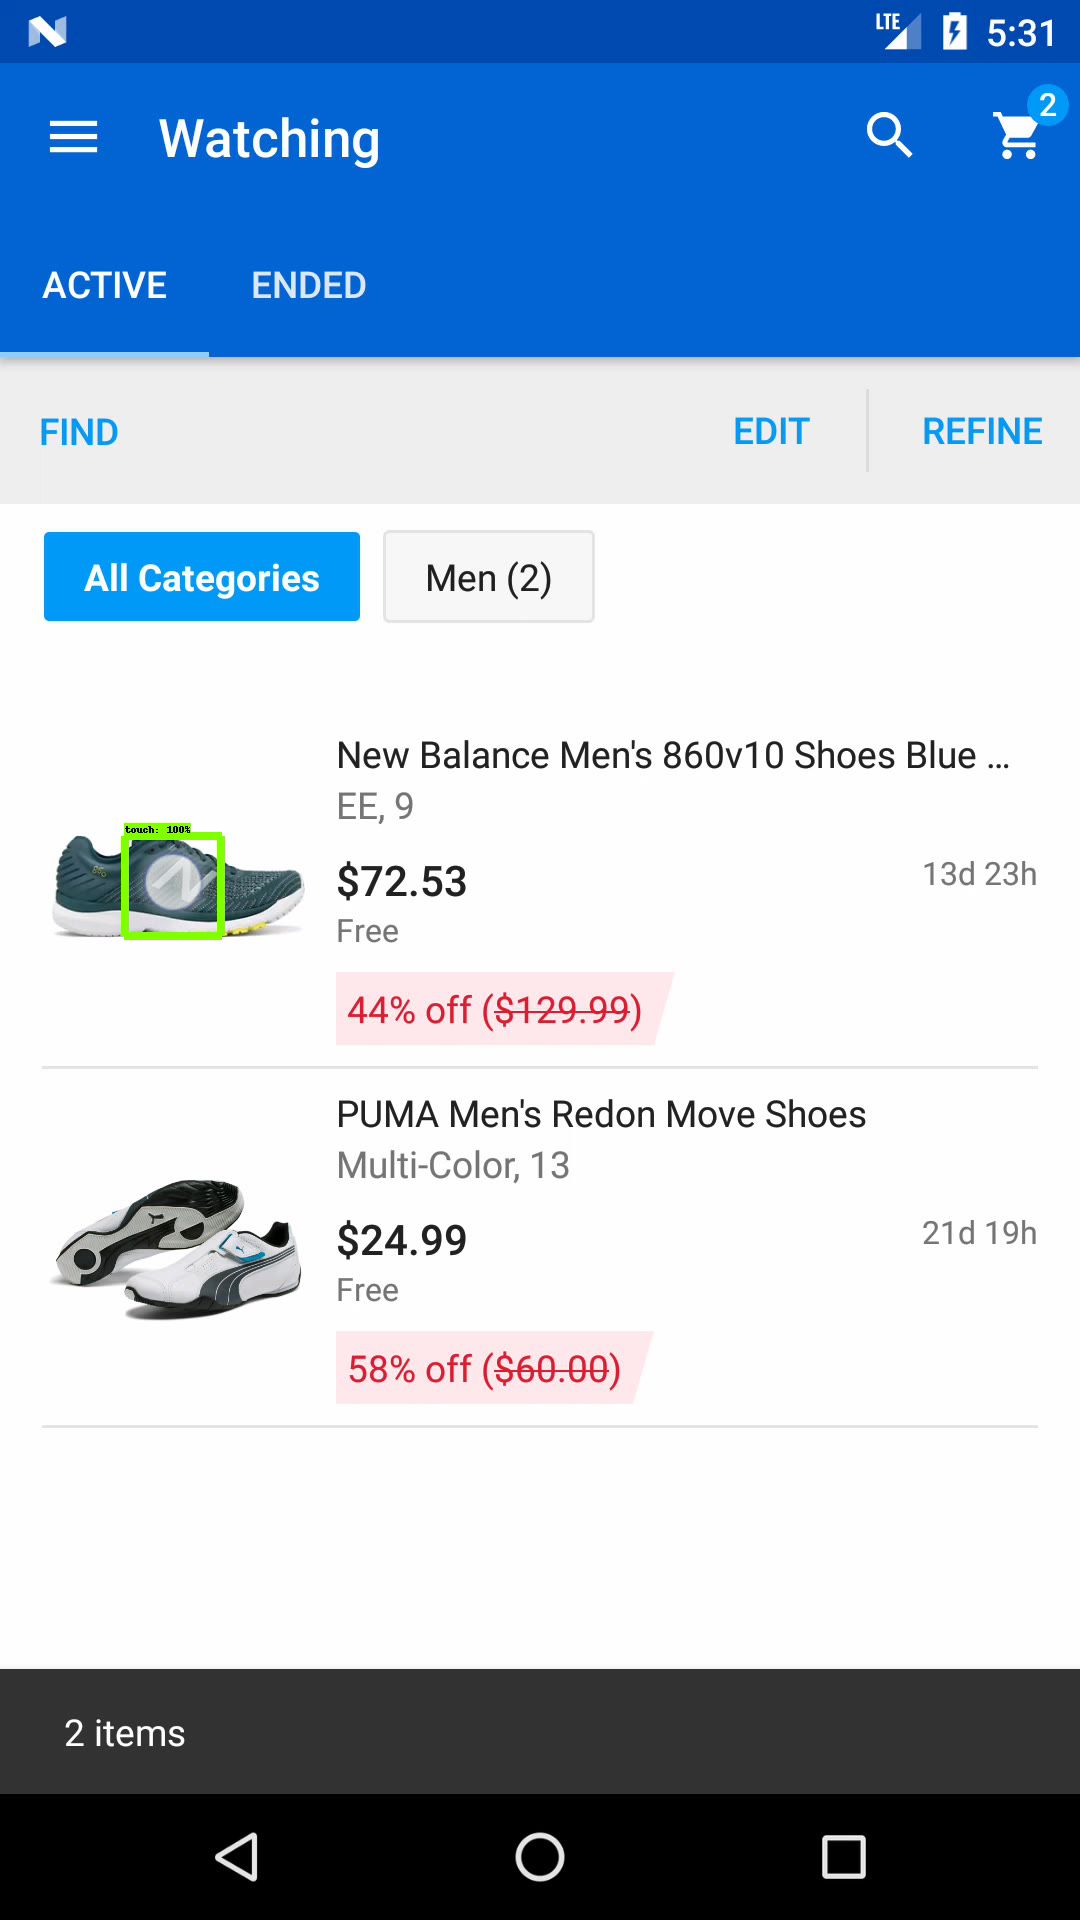 LTE 5:31
Watching 2
ACTIVE ENDED
FIND EDIT REFINE
All Categories Men (2)
New Balance Men's 860v10 Shoes Blue ...
EE, 9
touch: 100%
$72.53 13d 23h
Free
44% off ($129.99)
PUMA Men's Redon Move Shoes
Multi-Color, 13
$24.99 21d 19h
Free
58% off ($60.00)
2 items